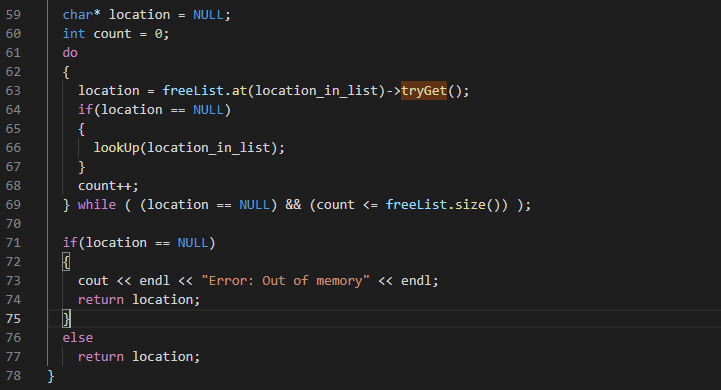 59 char* location = NULL;
60 int count = 0;
61 do
62 {
63 location = freeList.at(location_in_list)->tryGet();
64 if(location == NULL)
65 {
66 lookUp(location_in_list);
67 }
68 count++;
69 } while ( (location == NULL) && (count <= freeList.size()) );
70
71 if(location == NULL)
72 {
73 cout << endl << "Error: Out of memory" << endl;
74 return location;
75 }
76 else
77 return location;
78 }